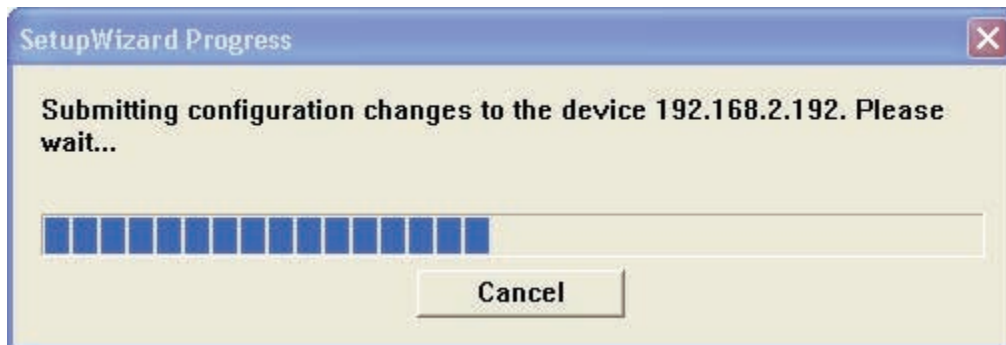 SetupWizard Progress
Submitting configuration changes to the device 192.168.2.192. Please
wait...
Cancel